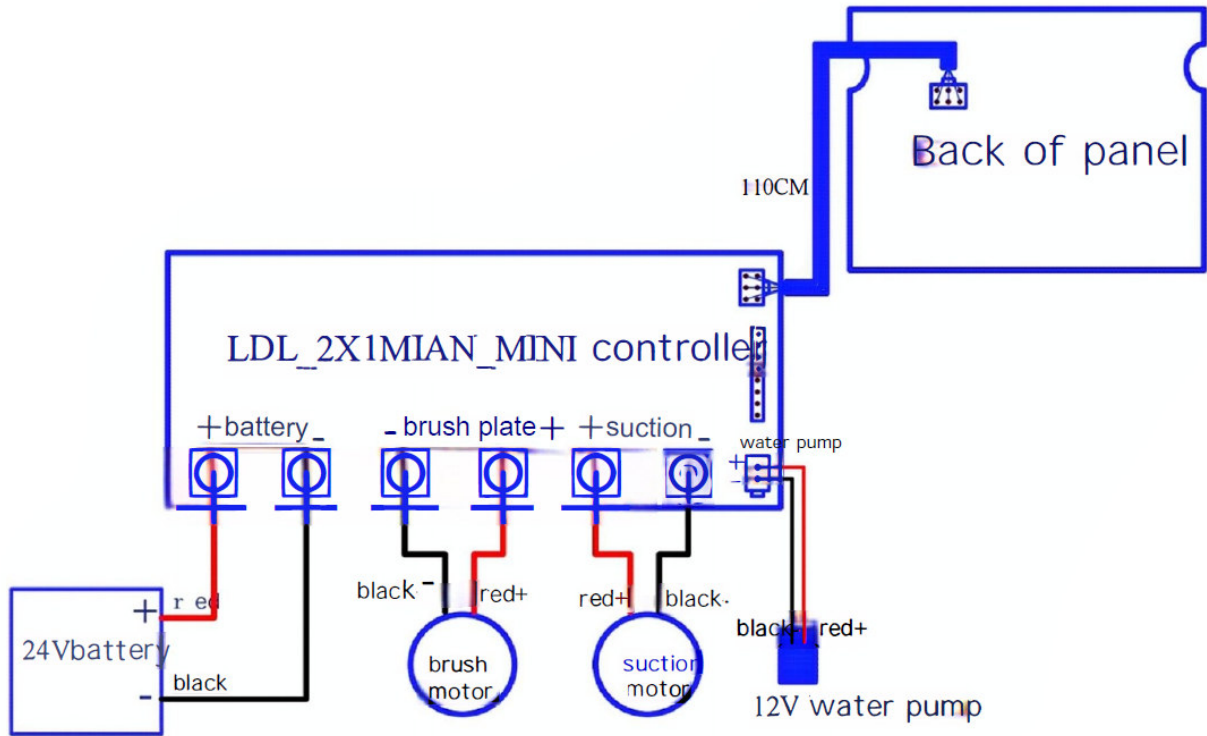 Back of panel
110CM
LDL_2X1MIAN_MINI controller
+battery-
-brush plate+
+suction-
water pump
+
-
black-
red+
red+
black-
black-
red+
+
red
24Vbattery
-
black
brush
motor
suction
motor
12V water pump